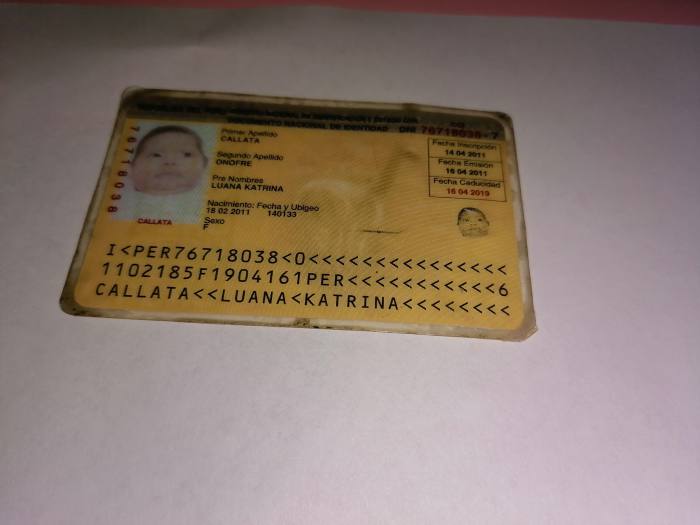 DOCUMENTO NACIONAL DE IDENTIDAD DNI 76718038-7
76718038
Primer Apellido
CALLATA
Segundo Apellido
ONOFRE
Pre Nombres
LUANA KATRINA
Nacimiento: Fecha y Ubigeo
18 02 2011 140133
Sexo
F
CALLATA
Fecha Inscripción
14 04 2011
Fecha Emisión
16 04 2011
Fecha Caducidad
16 04 2019
I<PER76718038<0<<<<<<<<<<<<<<<
1102185F1904161PER<<<<<<<<<<<6
CALLATA<<LUANA<KATRINA<<<<<<<<